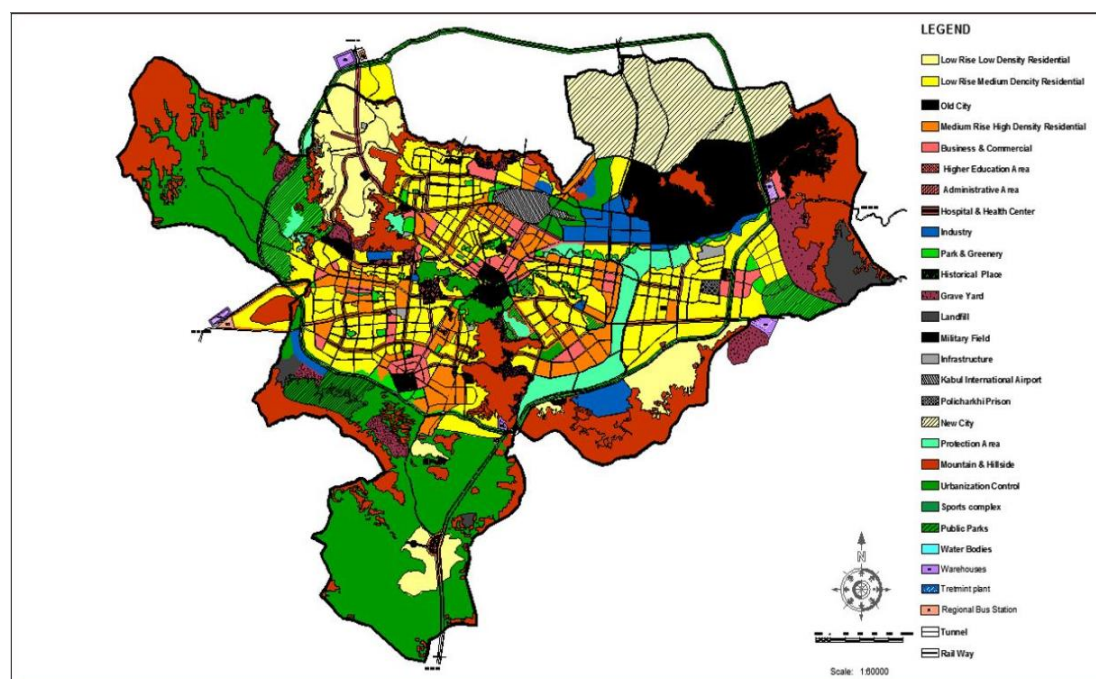 LEGEND
Low Rise Low Density Residential
Low Rise Medium Dencity Residential
Old City
Medium Rise High Density Residential
Business & Commercial
Higher Education Area
Administrative Area
Hospital & Health Center
Industry
Park & Greenery
Historical Place
Grave Yard
Landfill
Military Field
Infrastructure
Kabul International Airport
Policharkhi Prison
New City
Protection Area
Mountain & Hillside
Urbanization Control
Sports complex
Public Parks
Water Bodies
Warehouses
Tretmint plant
Regional Bus Station
Tunnel
Rail Way
N
Scale: 1:60000